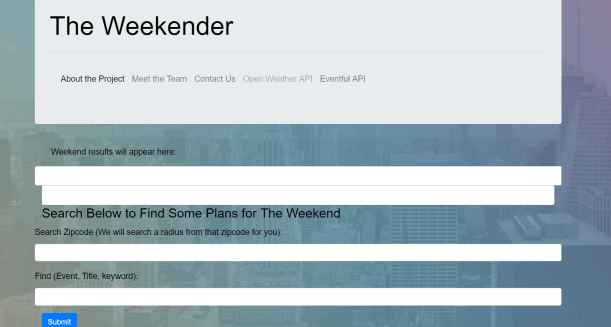 The Weekender
About the Project Meet the Team Contact Us Open Weather API Eventful API
Weekend results will appear here:
Search Below to Find Some Plans for The Weekend
Search Zipcode (We will search a radius from that zipcode for you):
Find (Event, Title, keyword):
Submit